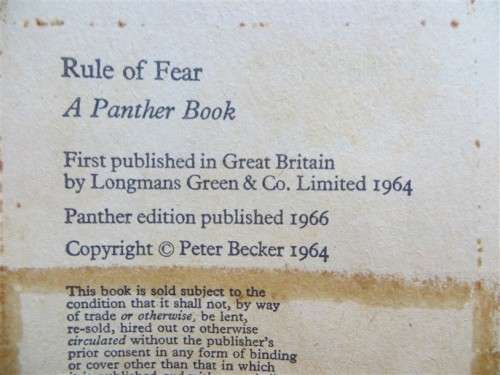 Rule of Fear
A Panther Book
First published in Great Britain
by Longmans Green & Co. Limited 1964
Panther edition published 1966
Copyright © Peter Becker 1964
This book is sold subject to the
condition that it shall not, by way
of trade or otherwise, be lent,
re-sold, hired out or otherwise
circulated without the publisher's
prior consent in any form of binding
or cover other than that in which
it is published